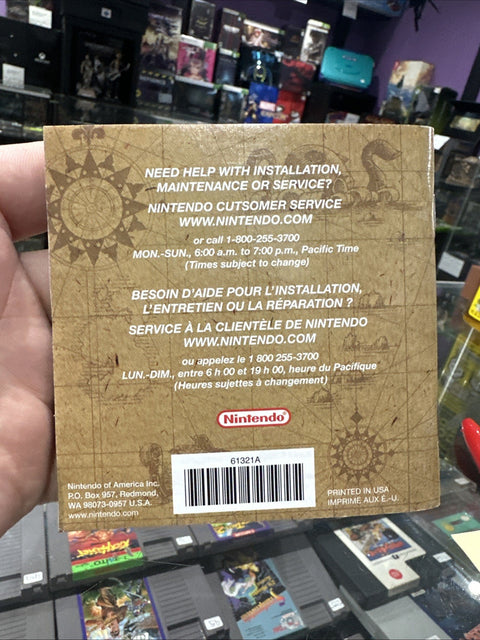 NEED HELP WITH INSTALLATION,
MAINTENANCE OR SERVICE?
NINTENDO CUTSOMER SERVICE
WWW.NINTENDO.COM
or call 1-800-255-3700
MON.-SUN., 6:00 a.m. to 7:00 p.m., Pacific Time
(Times subject to change)
BESOIN D'AIDE POUR L'INSTALLATION,
L'ENTRETIEN OU LA RÉPARATION ?
SERVICE À LA CLIENTÈLE DE NINTENDO
WWW.NINTENDO.COM
ou appelez le 1 800 255-3700
LUN.-DIM., entre 6 h 00 et 19 h 00, heure du Pacifique
(Heures sujettes à changement)
Nintendo
61321A
Nintendo of America Inc.
P.O. Box 957, Redmond,
WA 98073-0957 U.S.A.
www.nintendo.com
PRINTED IN USA
IMPRIMÉ AUX É.-U.